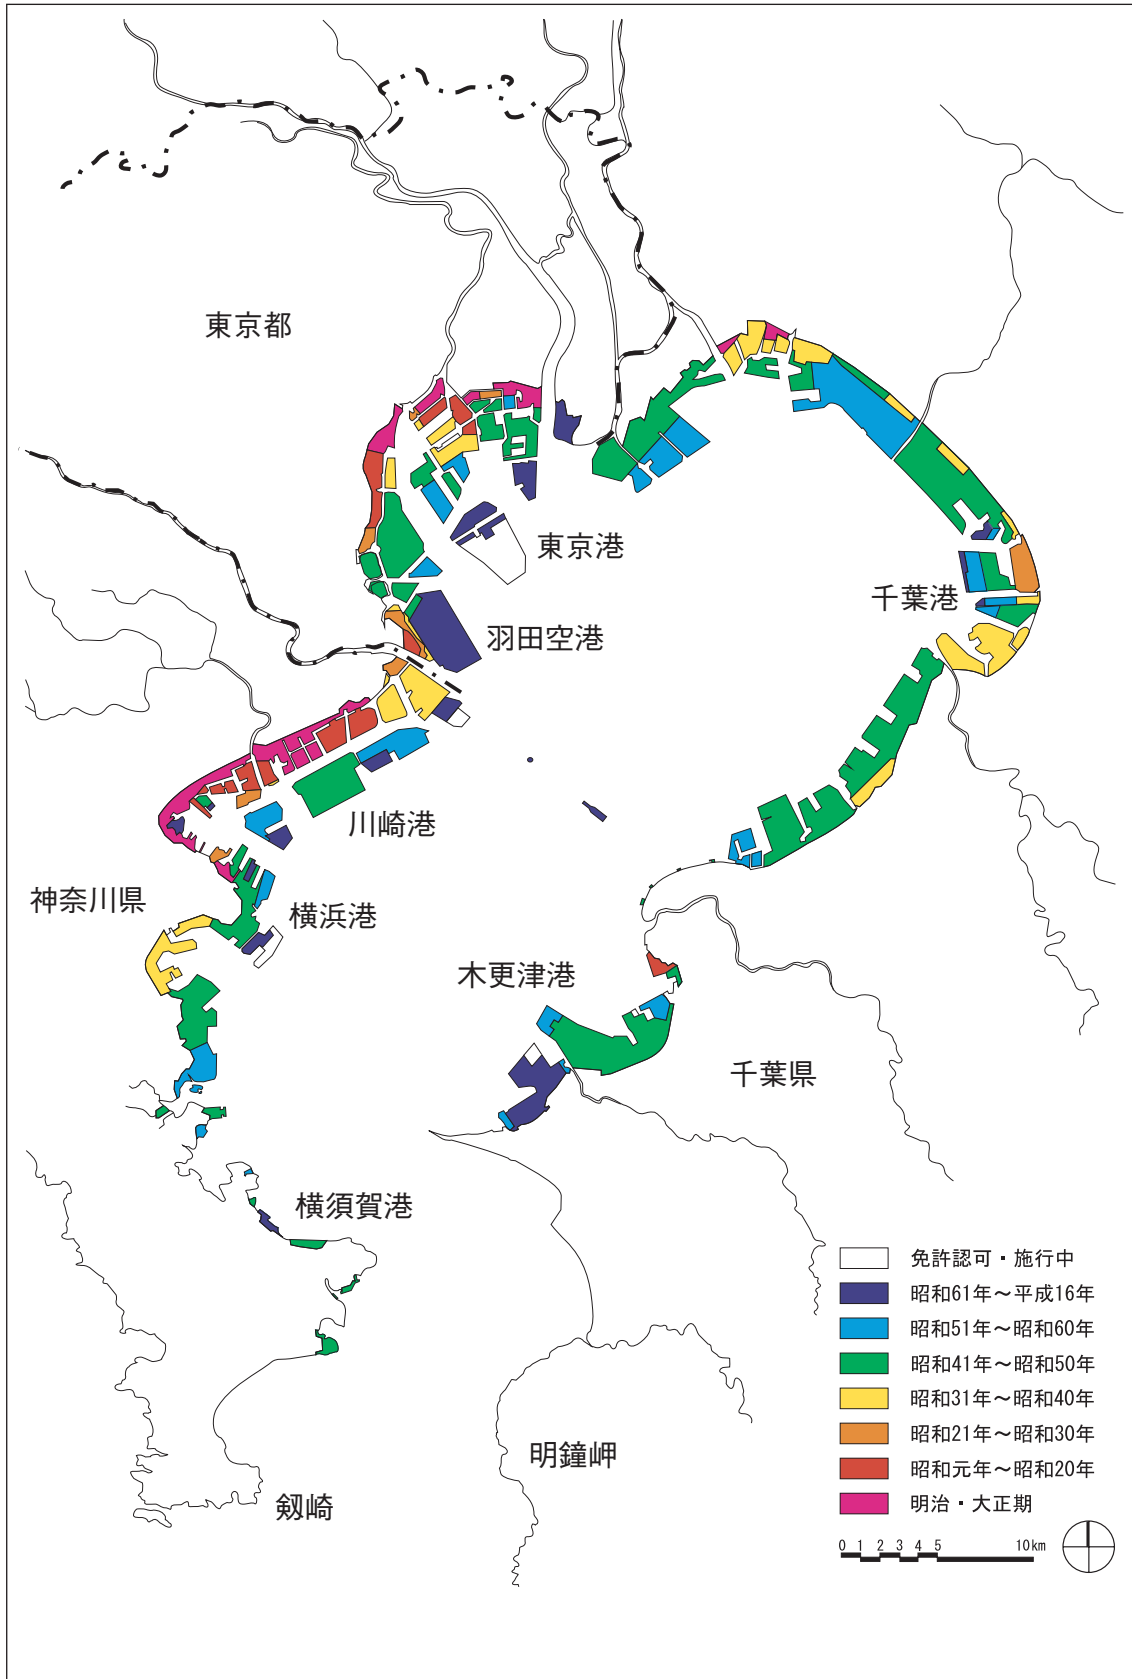 東京都
東京港
千葉港
羽田空港
川崎港
神奈川県
横浜港
木更津港
千葉県
横須賀港
免許認可・施行中
昭和61年～平成16年
昭和51年～昭和60年
昭和41年～昭和50年
昭和31年～昭和40年
昭和21年～昭和30年
昭和元年～昭和20年
明治・大正期
明鐘岬
剱崎
0 1 2 3 4 5 10km